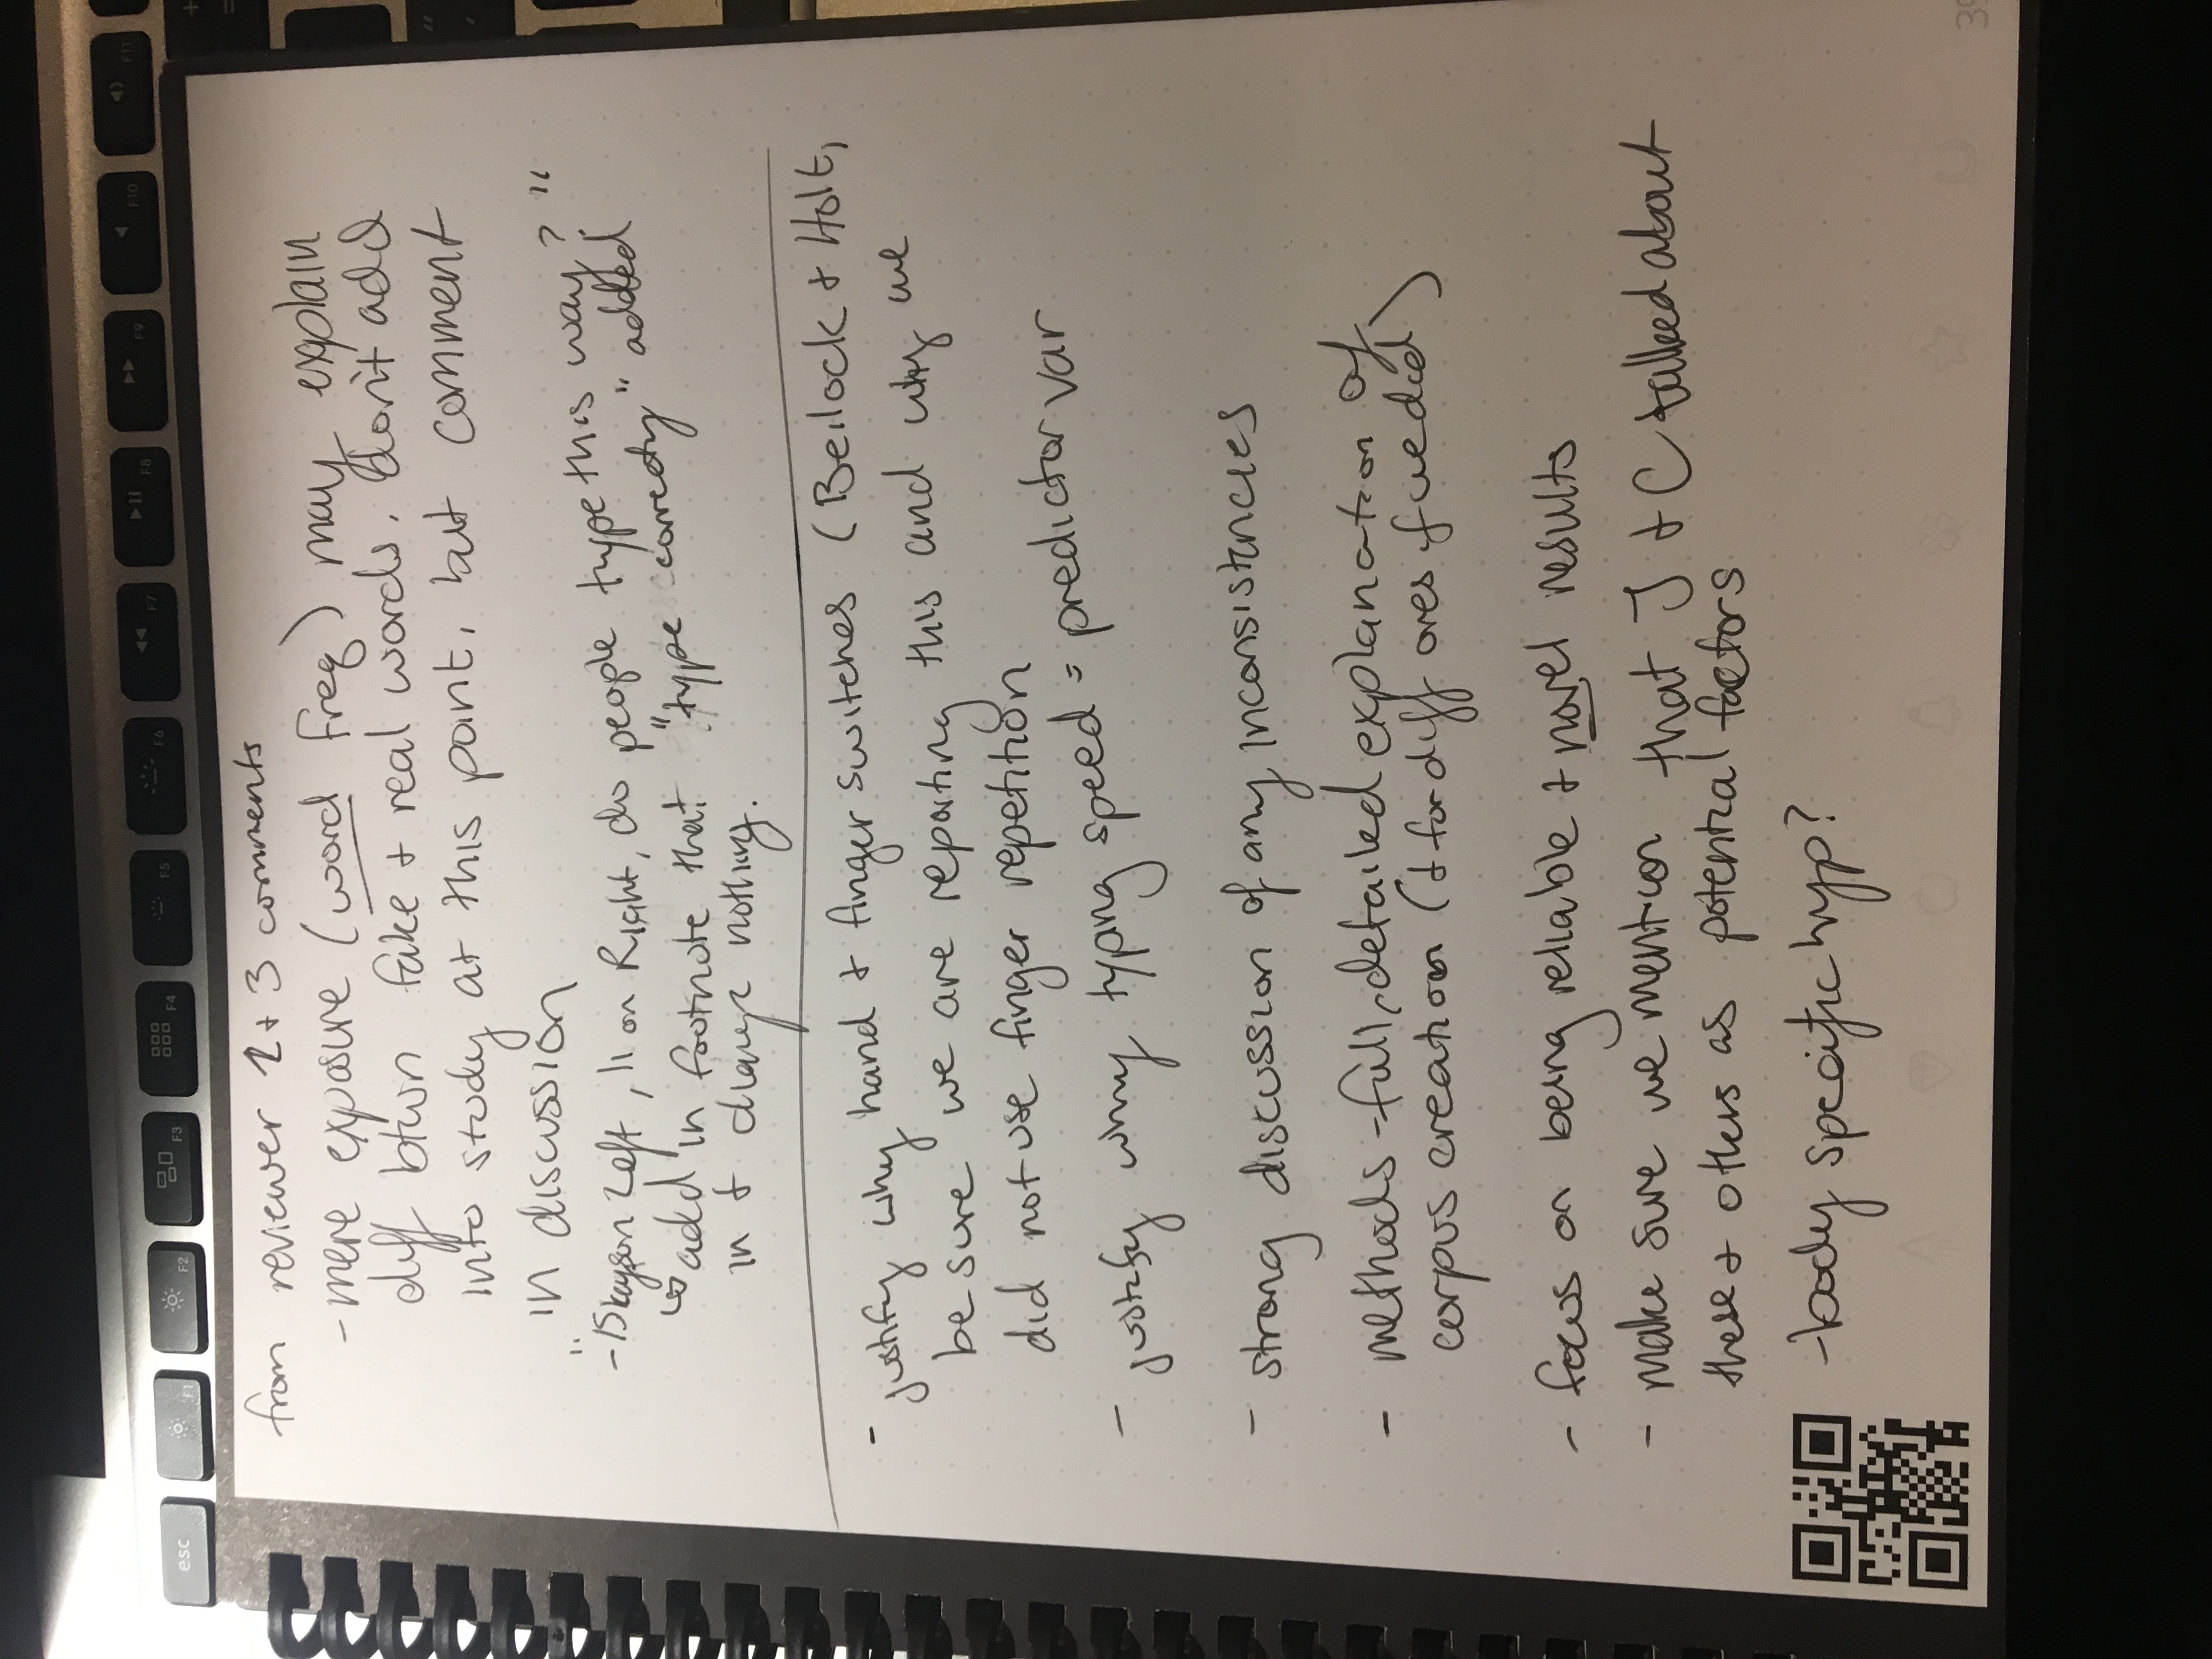 esc F1 F2 F3 F4 F5 F6 F7 F8 F9 F10 F11
from reviewer 1 + 3 comments
- mere exposure (word freq) may explain
diff btwn fake + real words. don't add
into study at this point, but comment
in discussion
- "15 keys on Left, 11 on Right, do people type this way?"
↳ add in footnote that "type correctly" added
in + change nothing.
- justify why hand + finger switches (Beilock + Holt,
be sure we are reporting this and why we
did not use finger repetition
- justify why typing speed = predictor var
- strong discussion of any inconsistencies
- methods - full, detailed explanation of
corpus creation (+ for diff ones if we did)
- focus on being reliable + novel results
- make sure we mention that J + C talked about
these + others as potential factors
- body specific hyp?